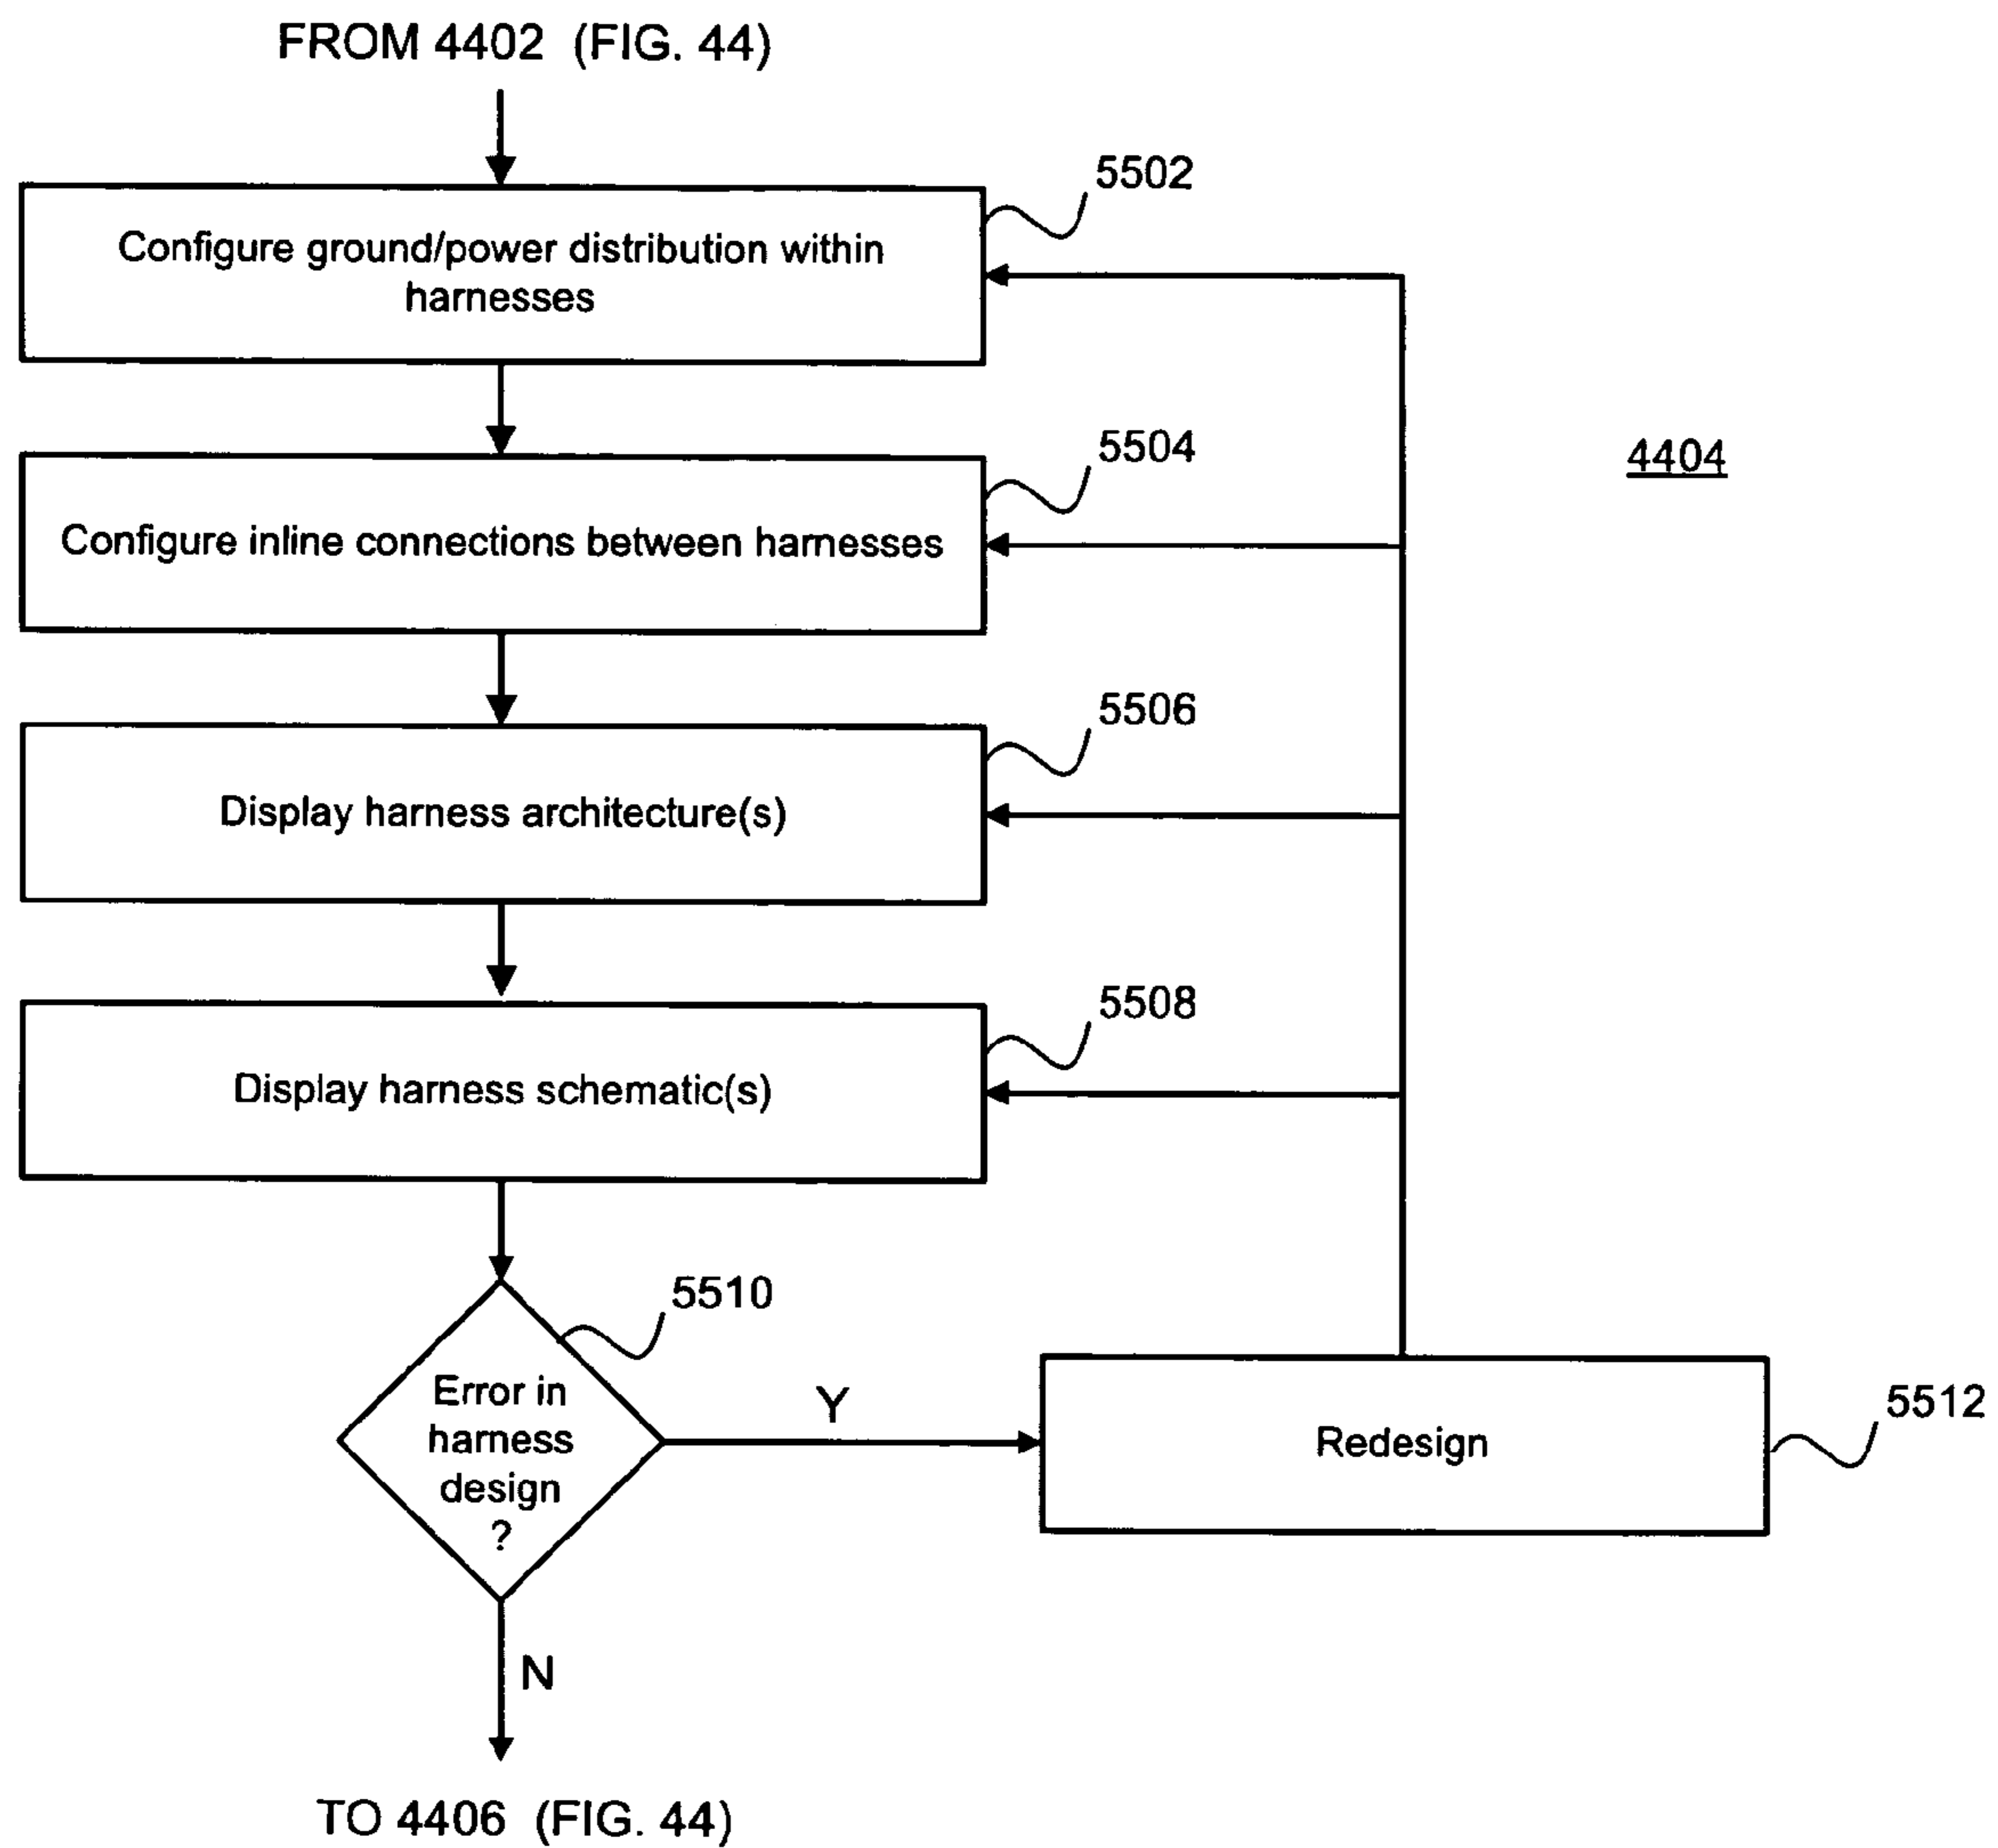 FROM 4402 (FIG. 44)
5502
Configure ground/power distribution within
harnesses
5504
4404
Configure inline connections between harnesses
5506
Display harness architecture(s)
5508
Display harness schematic(s)
5510
Error in
harness
design
?
Y
Redesign
5512
N
TO 4406 (FIG. 44)